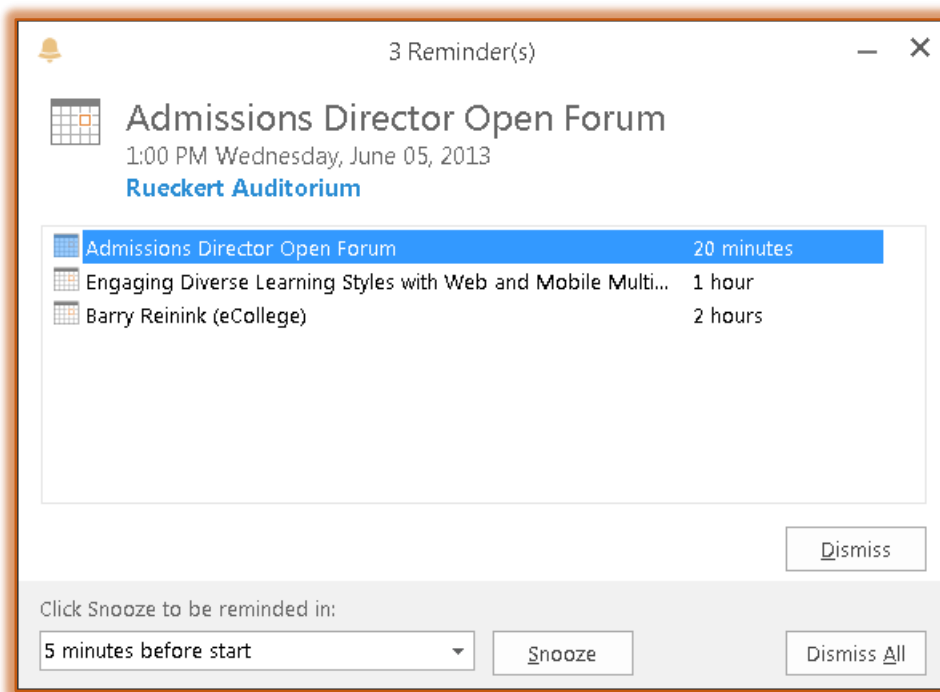 3 Reminder(s)
Admissions Director Open Forum
1:00 PM Wednesday, June 05, 2013
Rueckert Auditorium
Admissions Director Open Forum 20 minutes
Engaging Diverse Learning Styles with Web and Mobile Multi... 1 hour
Barry Reinink (eCollege) 2 hours
Dismiss
Click Snooze to be reminded in:
5 minutes before start Snooze Dismiss All